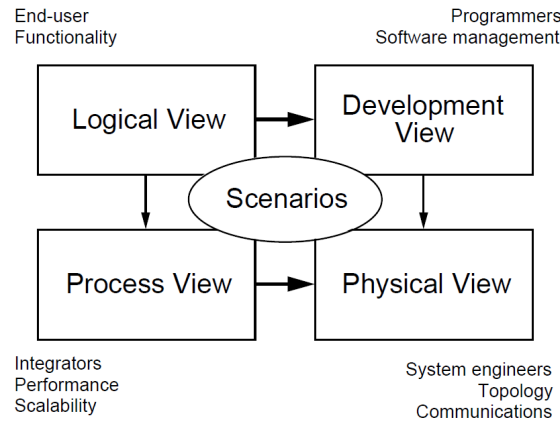 End-user
Functionality
Programmers
Software management
Logical View
Development
View
Scenarios
Process View
Physical View
Integrators
Performance
Scalability
System engineers
Topology
Communications